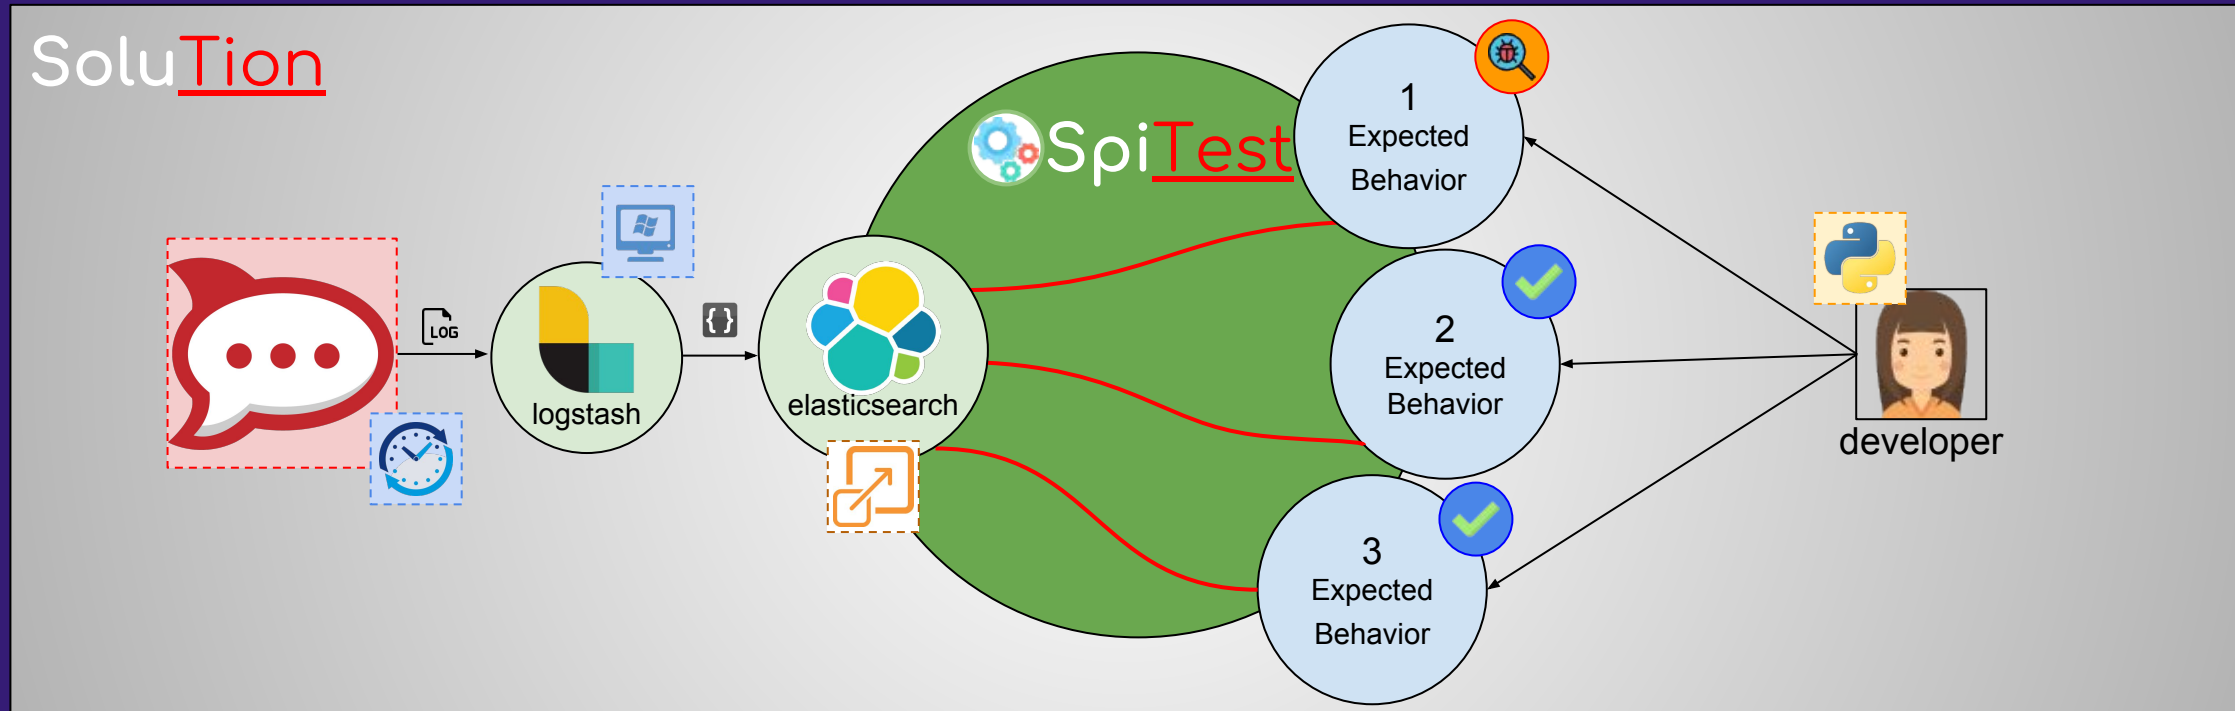 SoluTion
SpiTest
1
Expected
Behavior
LOG
{}
logstash
elasticsearch
2
Expected
Behavior
developer
3
Expected
Behavior